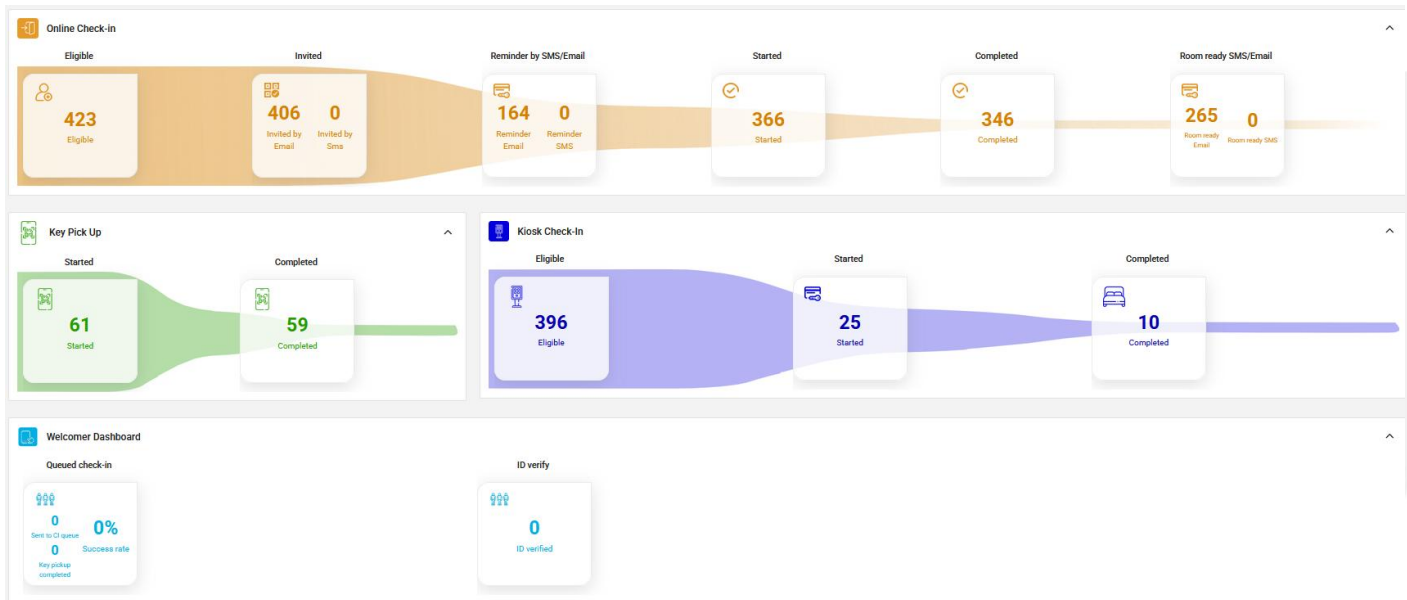 Online Check-in
Eligible
Invited
Reminder by SMS/Email
Started
Completed
Room ready SMS/Email
423
Eligible
406
Invited by
Email
0
Invited by
Sms
164
Reminder
Email
0
Reminder
SMS
366
Started
346
Completed
265
Room ready
Email
0
Room ready SMS
Key Pick Up
Started
Completed
61
Started
59
Completed
Kiosk Check-In
Eligible
Started
Completed
396
Eligible
25
Started
10
Completed
Welcomer Dashboard
Queued check-in
ID verify
0
Sent to CI queue
0
Key pickup
completed
0%
Success rate
0
ID verified